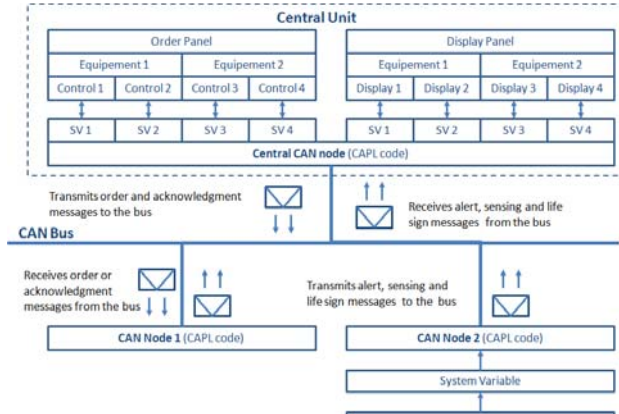 Central Unit
Order Panel
Display Panel
Equipement 1
Equipement 2
Equipement 1
Equipement 2
Control 1
Control 2
Control 3
Control 4
Display 1
Display 2
Display 3
Display 4
SV 1
SV 2
SV 3
SV 4
SV 1
SV 2
SV 3
SV 4
Central CAN node (CAPL code)
Transmits order and acknowledgment
messages to the bus
Receives alert, sensing and life
sign messages from the bus
CAN Bus
Receives order or
acknowledgment
messages from the bus
Transmits alert, sensing and
life sign messages to the bus
CAN Node 1 (CAPL code)
CAN Node 2 (CAPL code)
System Variable